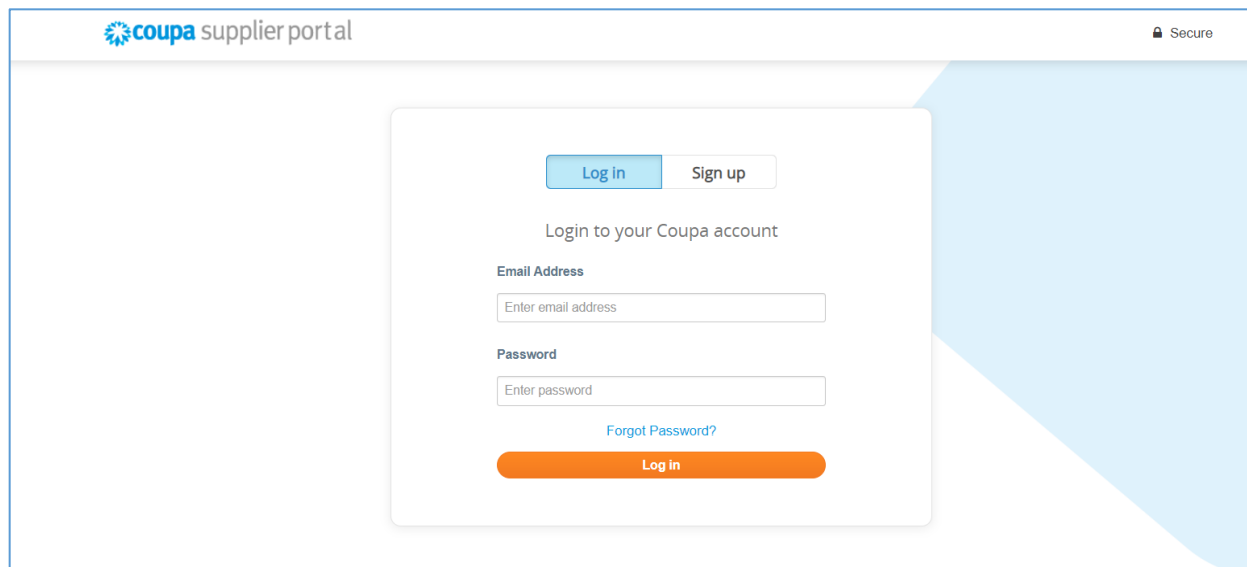 coupa supplier portal
Secure
Log in
Sign up
Login to your Coupa account
Email Address
Enter email address
Password
Enter password
Forgot Password?
Log in